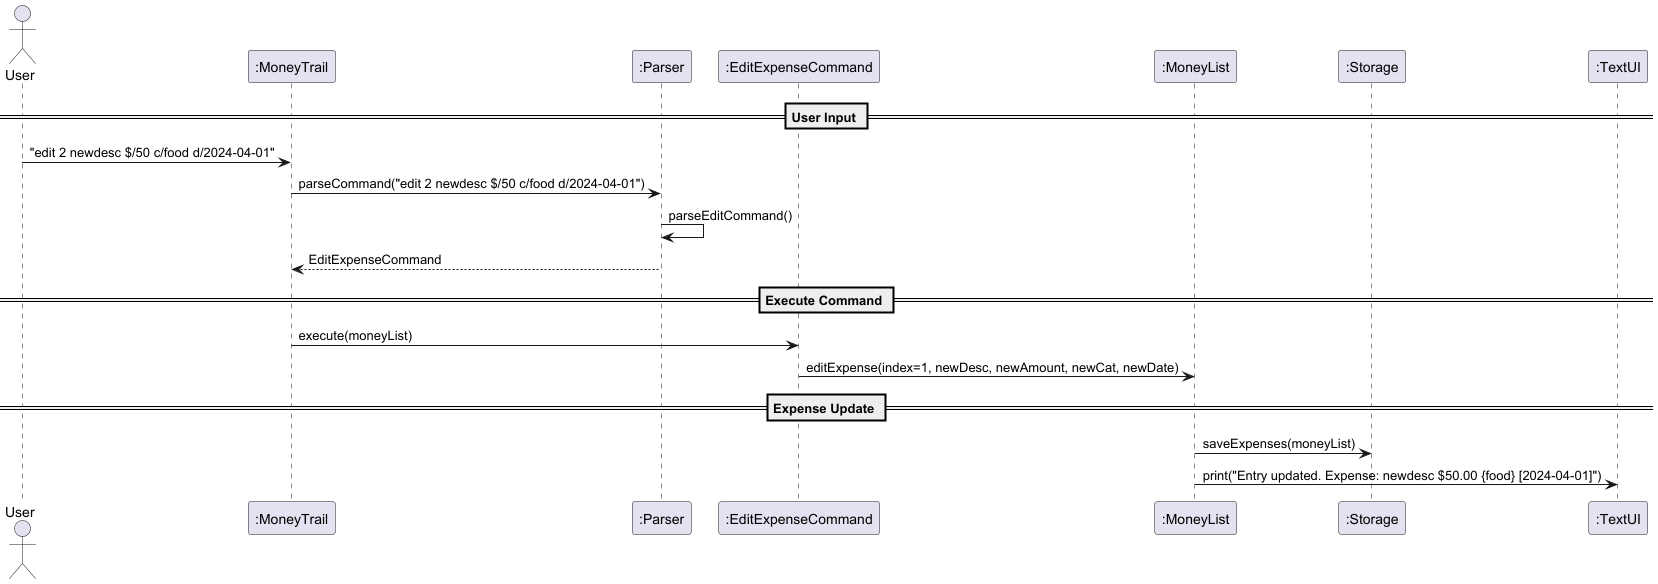 User
:MoneyTrail
:Parser
:EditExpenseCommand
:MoneyList
:Storage
:TextUI
User Input
"edit 2 newdesc $/50 c/food d/2024-04-01"
parseCommand("edit 2 newdesc $/50 c/food d/2024-04-01")
parseEditCommand()
EditExpenseCommand
Execute Command
execute(moneyList)
editExpense(index=1, newDesc, newAmount, newCat, newDate)
Expense Update
saveExpenses(moneyList)
print("Entry updated. Expense: newdesc $50.00 {food} [2024-04-01]")
User
:MoneyTrail
:Parser
:EditExpenseCommand
:MoneyList
:Storage
:TextUI